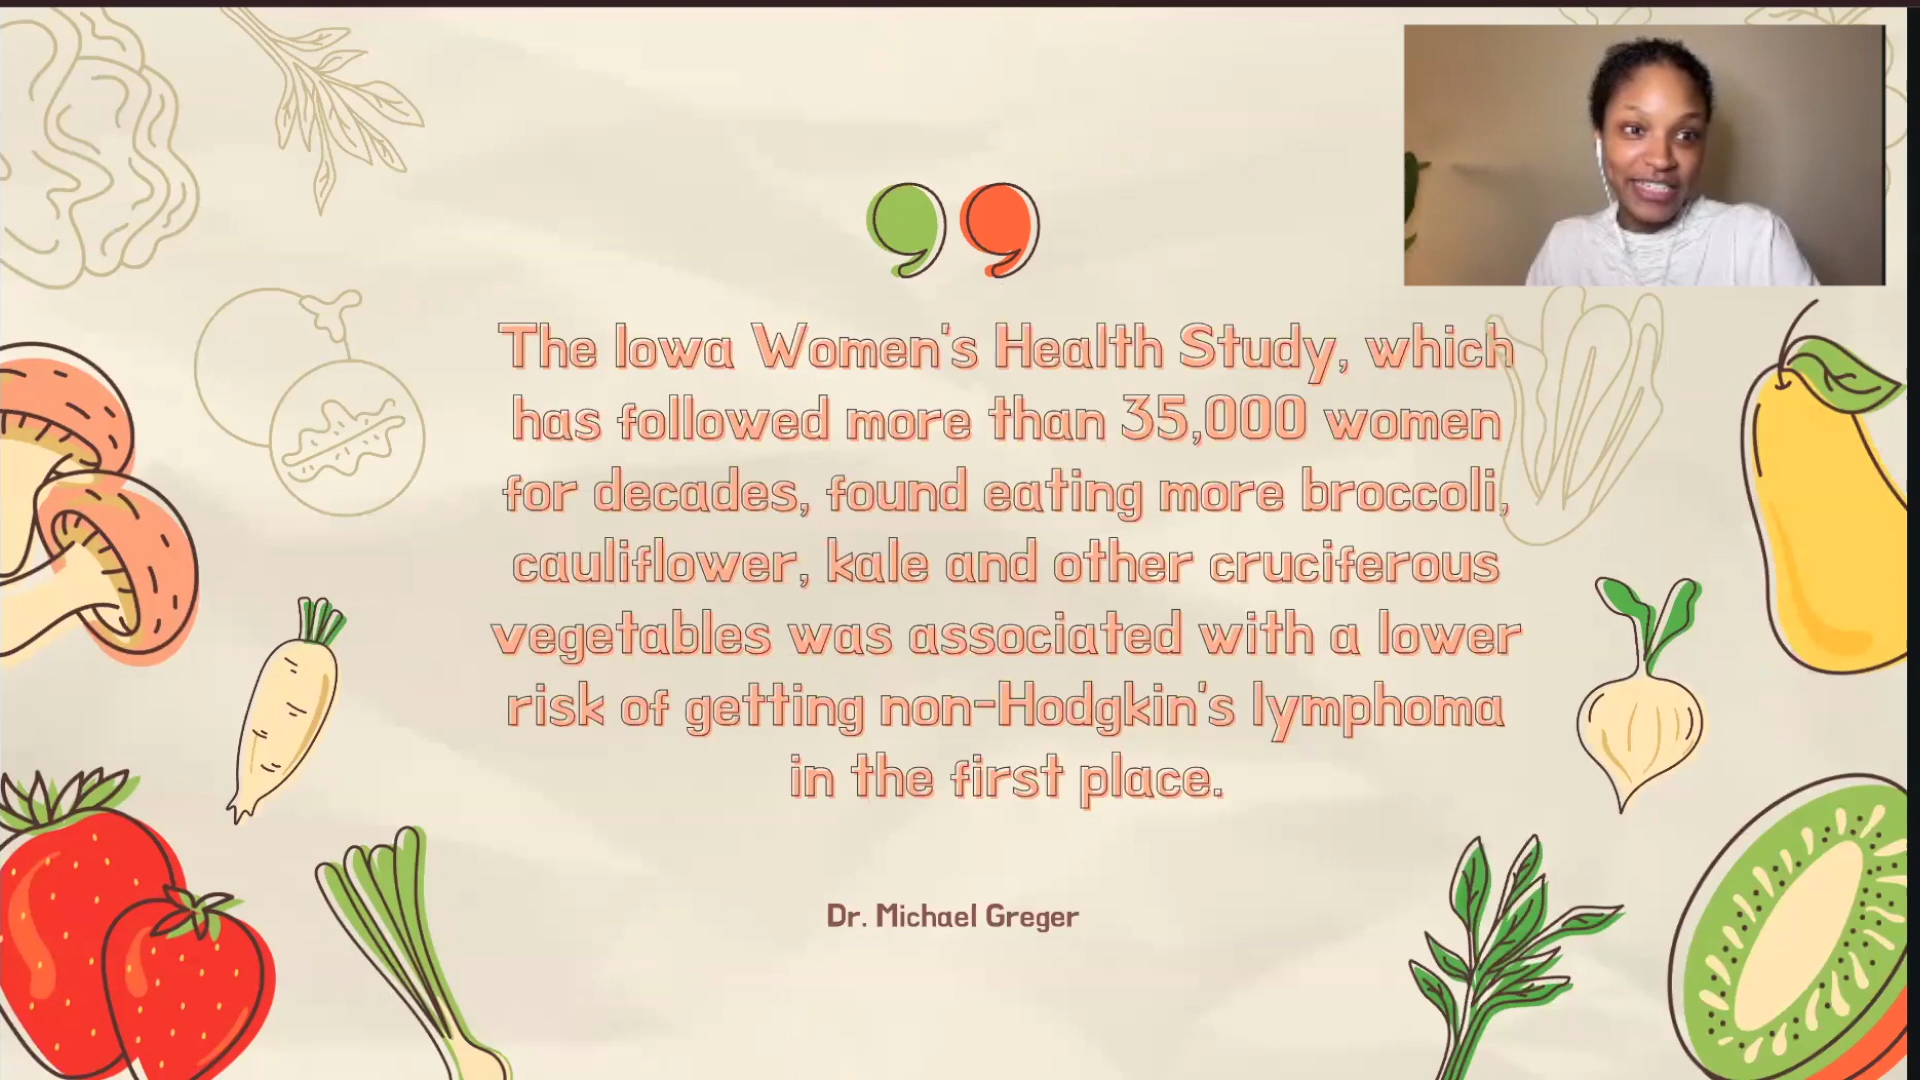 The Iowa Women's Health Study, which
has followed more than 35,000 women
for decades, found eating more broccoli,
cauliflower, kale and other cruciferous
vegetables was associated with a lower
risk of getting non-Hodgkin's lymphoma
in the first place.
Dr. Michael Greger